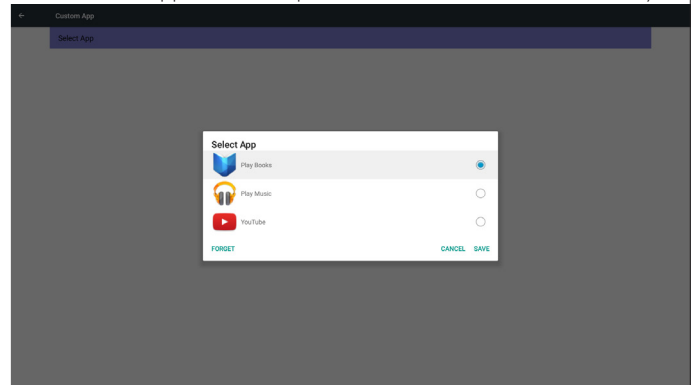 Custom App
Select App
Select App
Play Books
Play Music
YouTube
FORGET
CANCEL SAVE